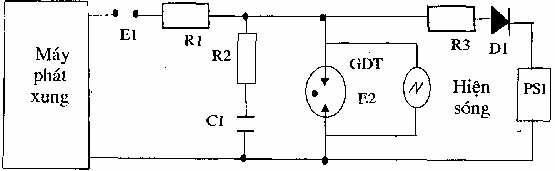 Máy
phát
xung
E1
R1
R2
C1
GDT
E2
R3
D1
Hiện
sóng
PS1